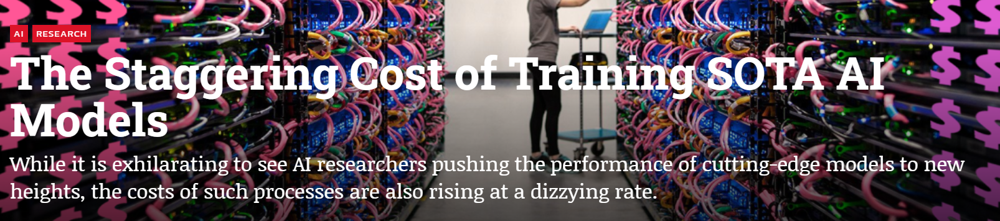 AI RESEARCH
The Staggering Cost of Training SOTA AI
Models
While it is exhilarating to see AI researchers pushing the performance of cutting-edge models to new
heights, the costs of such processes are also rising at a dizzying rate.